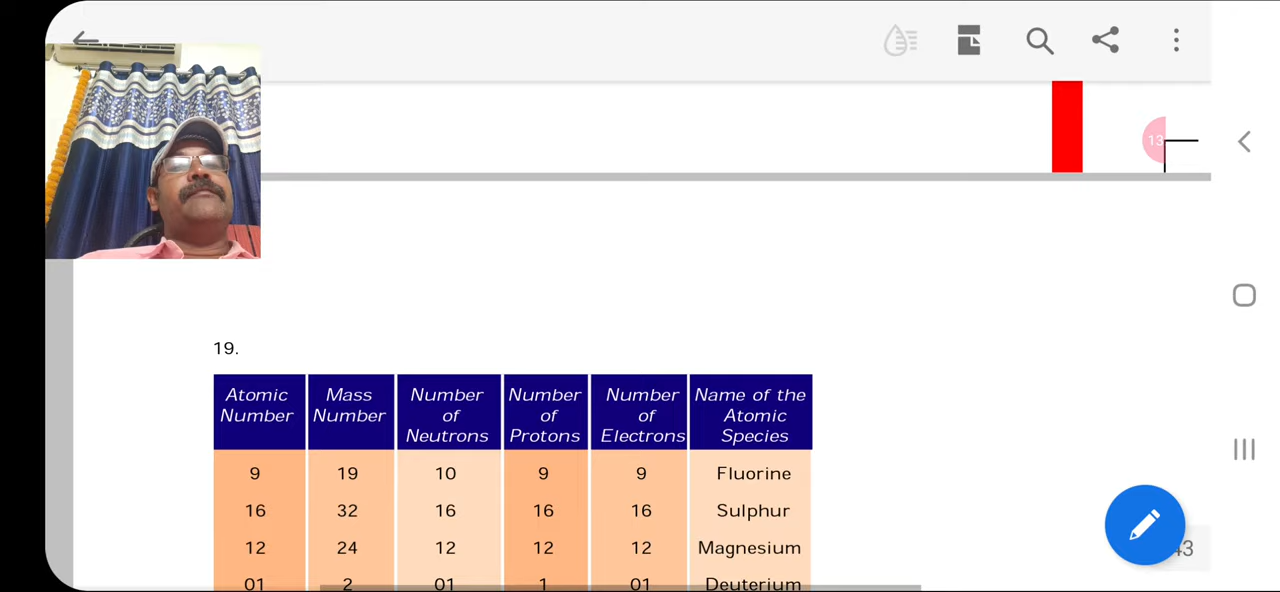 13
19.
Atomic Number Mass Number Number of Neutrons Number of Protons Number of Electrons Name of the Atomic Species
9 19 10 9 9 Fluorine
16 32 16 16 16 Sulphur
12 24 12 12 12 Magnesium
01 2 01 1 01 Deuterium
43